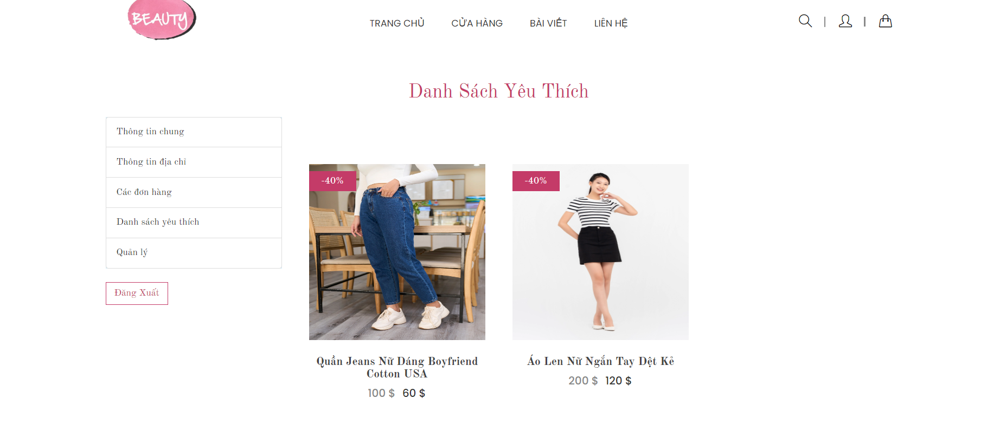 BEAUTY
TRANG CHỦ
CỬA HÀNG
BÀI VIẾT
LIÊN HỆ
Danh Sách Yêu Thích
Thông tin chung
Thông tin địa chỉ
Các đơn hàng
Danh sách yêu thích
Quản lý
Đăng Xuất
-40%
Quần Jeans Nữ Dáng Boyfriend
Cotton USA
100 $ 60 $
-40%
Áo Len Nữ Ngắn Tay Dệt Kẻ
200 $ 120 $